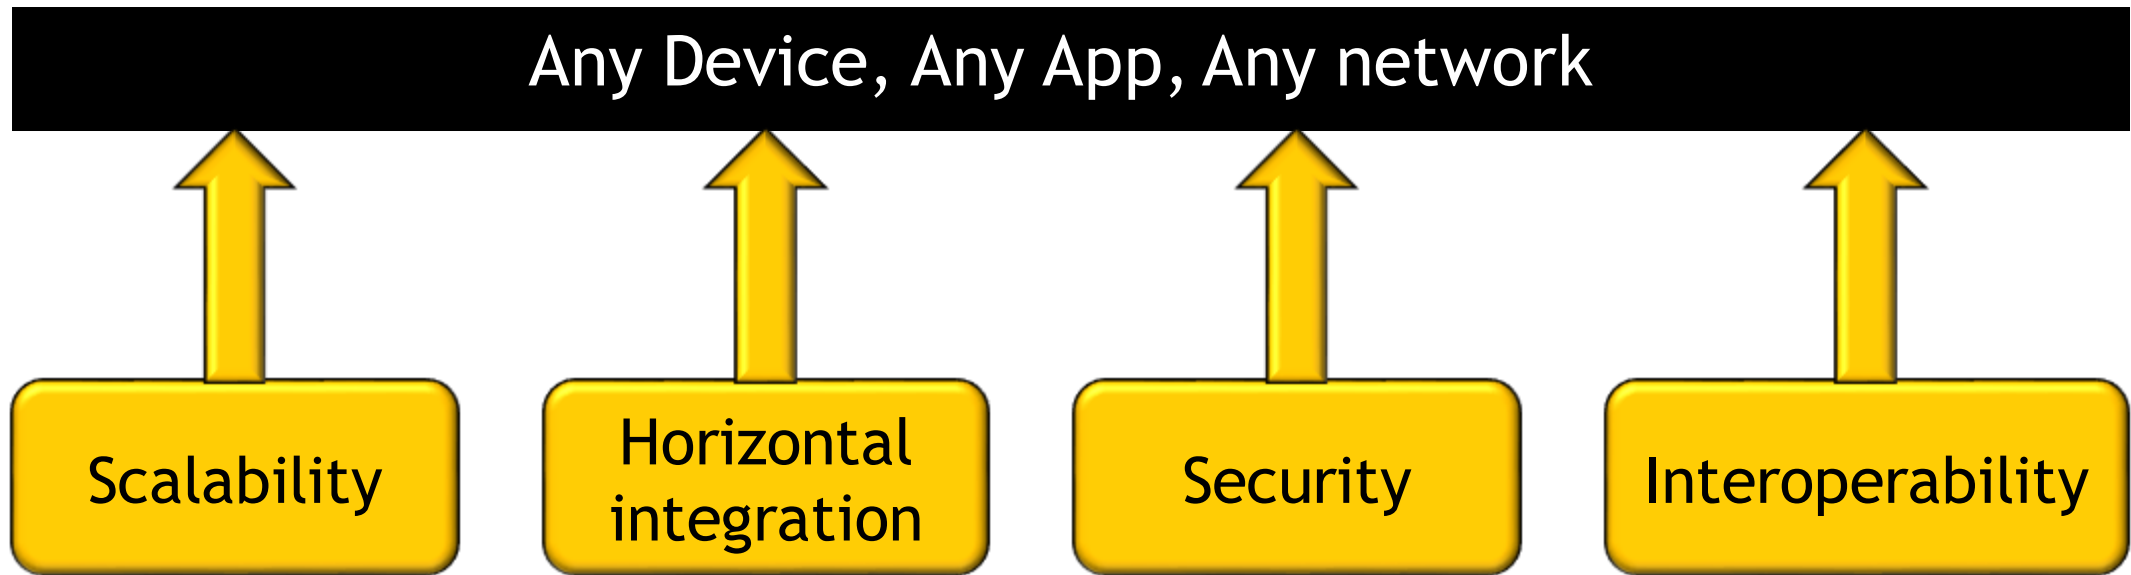 Any Device, Any App, Any network
Scalability
Horizontal
integration
Security
Interoperability